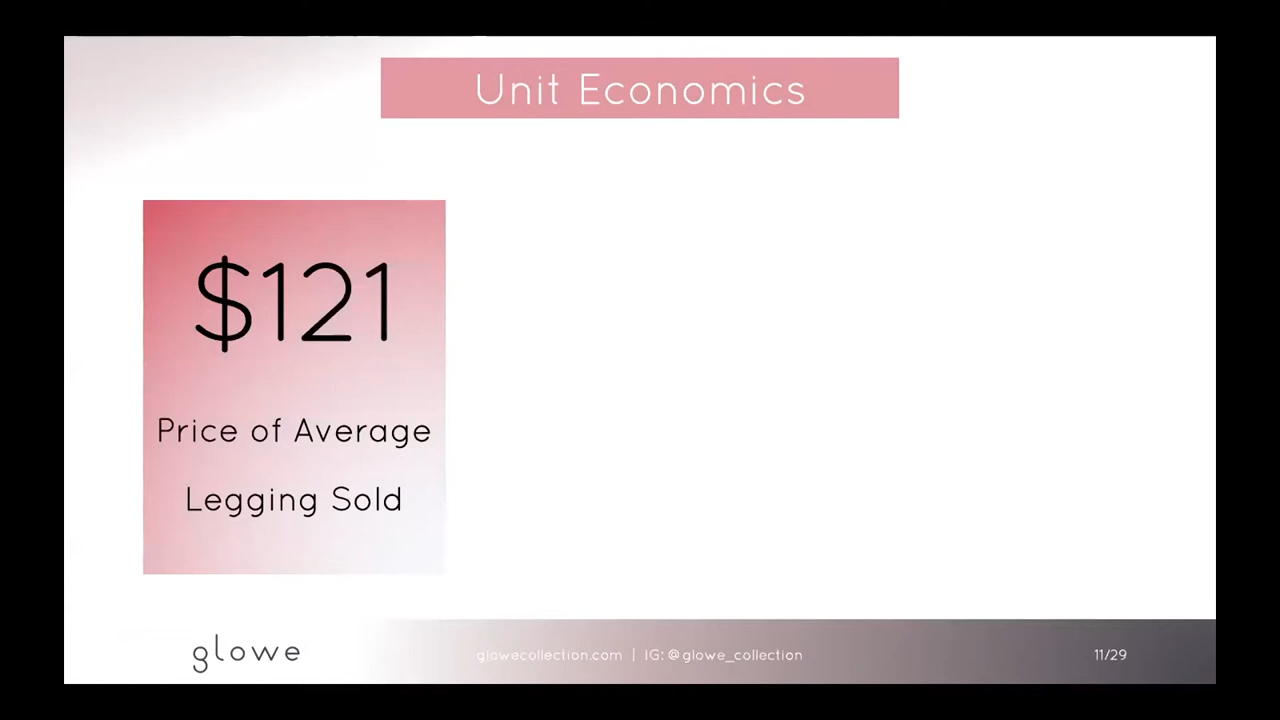 Unit Economics
$121
Price of Average
Legging Sold
glowe
glowecollection.com | IG: @glowe_collection
11/29